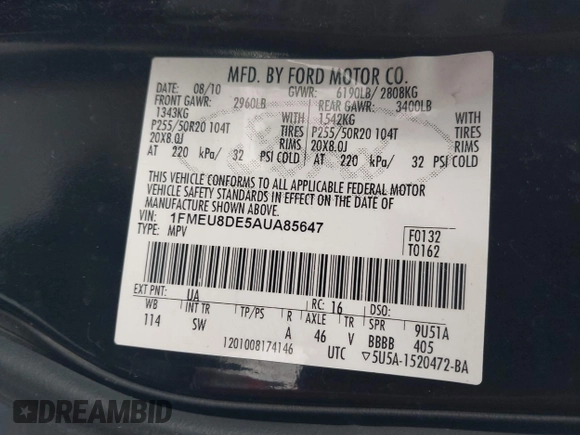 MFD. BY FORD MOTOR CO.
DATE: 08/10 GVWR: 6190LB/ 2808KG
FRONT GAWR: 2960LB REAR GAWR: 3400LB
1343KG WITH 1542KG WITH
P255/50R20 104T TIRES P255/50R20 104T TIRES
20X8.0J RIMS 20X8.0J RIMS
AT 220 kPa/ 32 PSI COLD AT 220 kPa/ 32 PSI COLD
THIS VEHICLE CONFORMS TO ALL APPLICABLE FEDERAL MOTOR
VEHICLE SAFETY STANDARDS IN EFFECT ON THE DATE OF
MANUFACTURE SHOWN ABOVE.
VIN: 1FMEU8DE5AUA85647 F0132
TYPE: MPV T0162
EXT PNT: UA RC: 16 DSO:
WB INT TR TP/PS R AXLE TR SPR 9U51A
114 SW A 46 V BBBB 405
1201008174146 UTC ▽5U5A-1520472-BA
DREAMBID